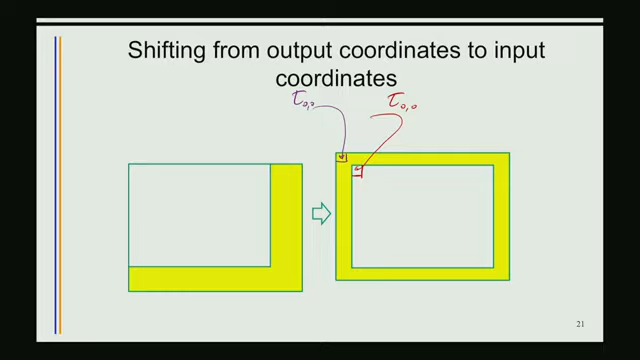 Shifting from output coordinates to input
coordinates
τ0,0
τ0,0
21